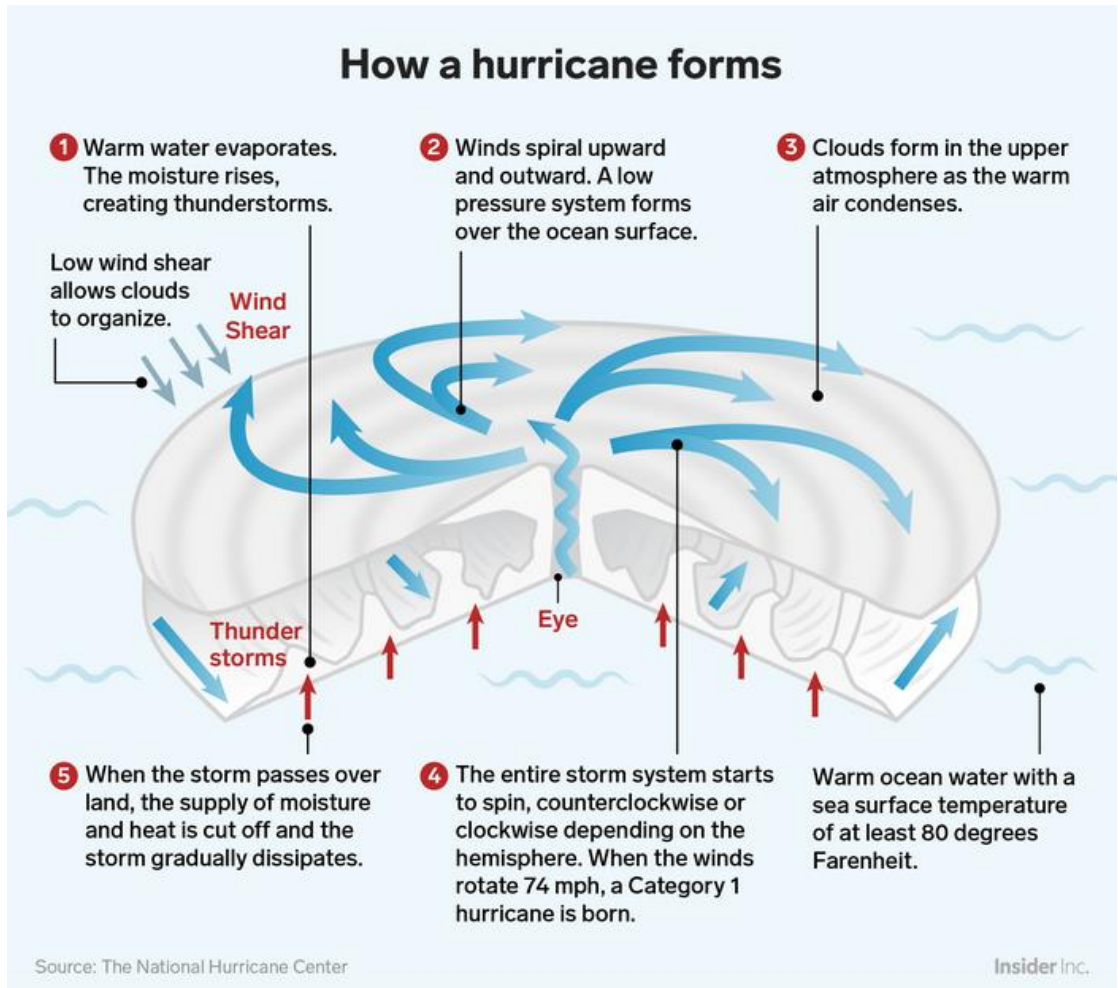 How a hurricane forms
1 Warm water evaporates.
The moisture rises,
creating thunderstorms.
2 Winds spiral upward
and outward. A low
pressure system forms
over the ocean surface.
3 Clouds form in the upper
atmosphere as the warm
air condenses.
Low wind shear
allows clouds
to organize.
Wind
Shear
Thunder
storms
Eye
5 When the storm passes over
land, the supply of moisture
and heat is cut off and the
storm gradually dissipates.
4 The entire storm system starts
to spin, counterclockwise or
clockwise depending on the
hemisphere. When the winds
rotate 74 mph, a Category 1
hurricane is born.
Warm ocean water with a
sea surface temperature
of at least 80 degrees
Farenheit.
Source: The National Hurricane Center
Insider Inc.